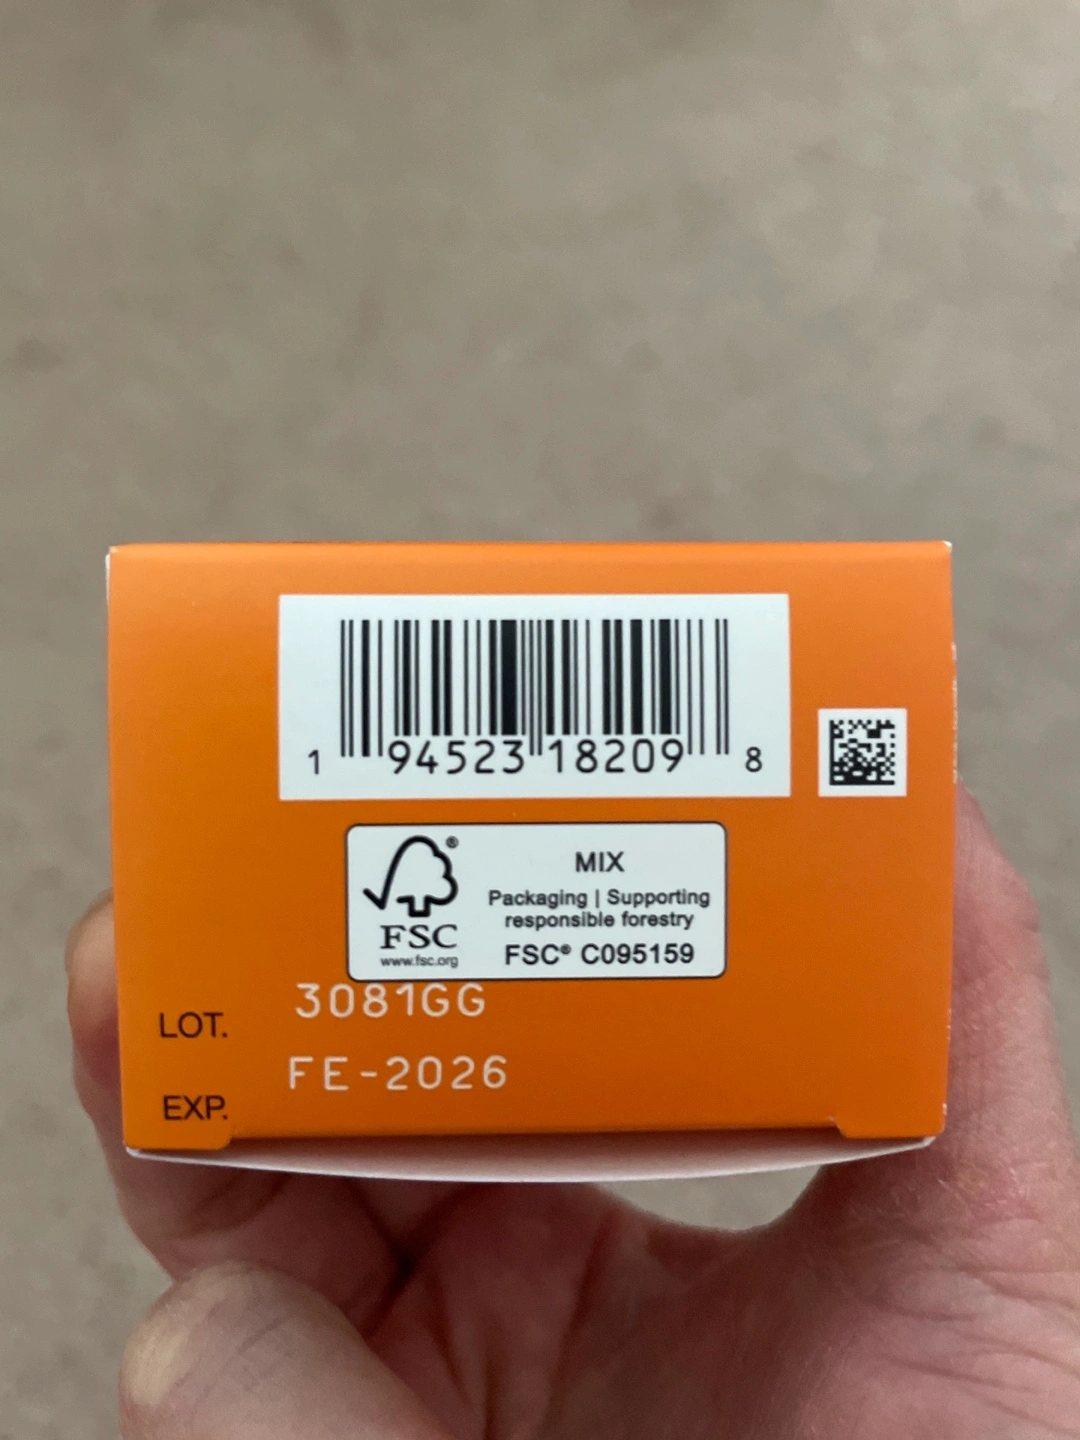 1 94523 18209 8
FSC®
www.fsc.org
MIX
Packaging | Supporting
responsible forestry
FSC® C095159
LOT. 3081GG
EXP. FE-2026